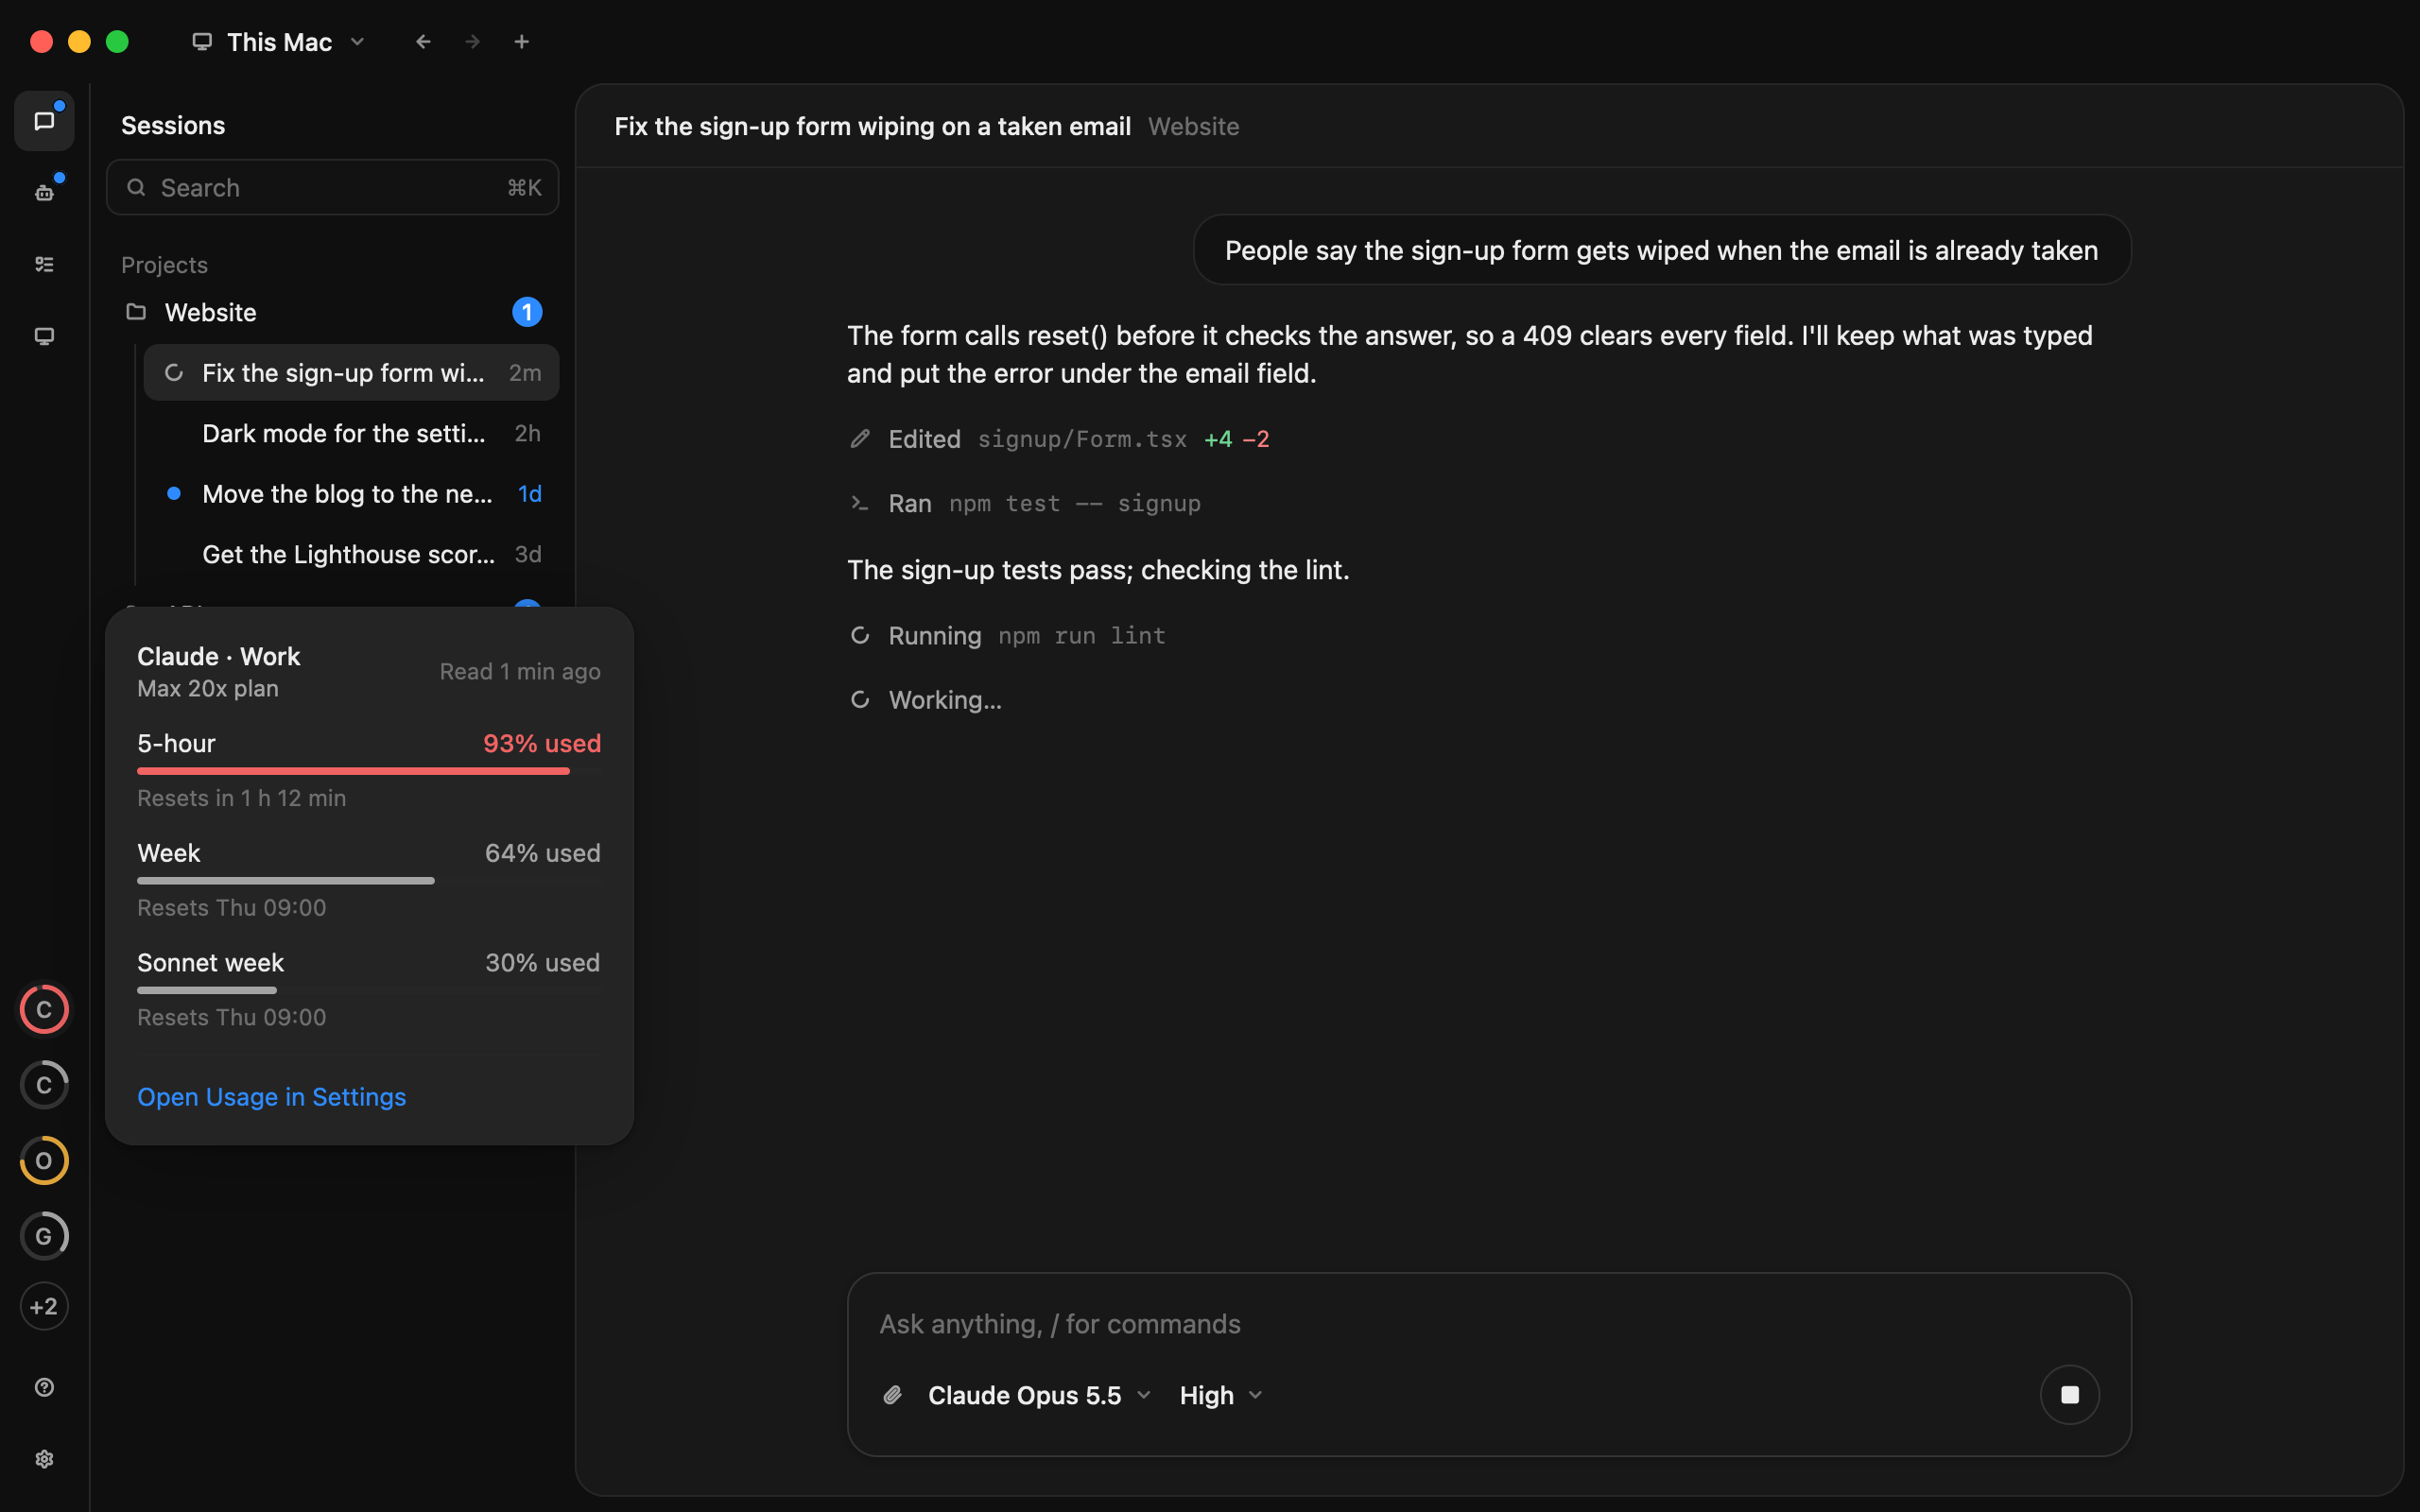 This Mac
Sessions
Search ⌘K
Projects
Website 1
Fix the sign-up form wi... 2m
Dark mode for the setti... 2h
Move the blog to the ne... 1d
Get the Lighthouse scor... 3d
Claude · Work
Max 20x plan
Read 1 min ago
5-hour 93% used
Resets in 1 h 12 min
Week 64% used
Resets Thu 09:00
Sonnet week 30% used
Resets Thu 09:00
Open Usage in Settings
C
C
O
G
+2
Fix the sign-up form wiping on a taken email Website
People say the sign-up form gets wiped when the email is already taken
The form calls reset() before it checks the answer, so a 409 clears every field. I'll keep what was typed
and put the error under the email field.
Edited signup/Form.tsx +4 −2
Ran npm test -- signup
The sign-up tests pass; checking the lint.
Running npm run lint
Working...
Ask anything, / for commands
Claude Opus 5.5 High